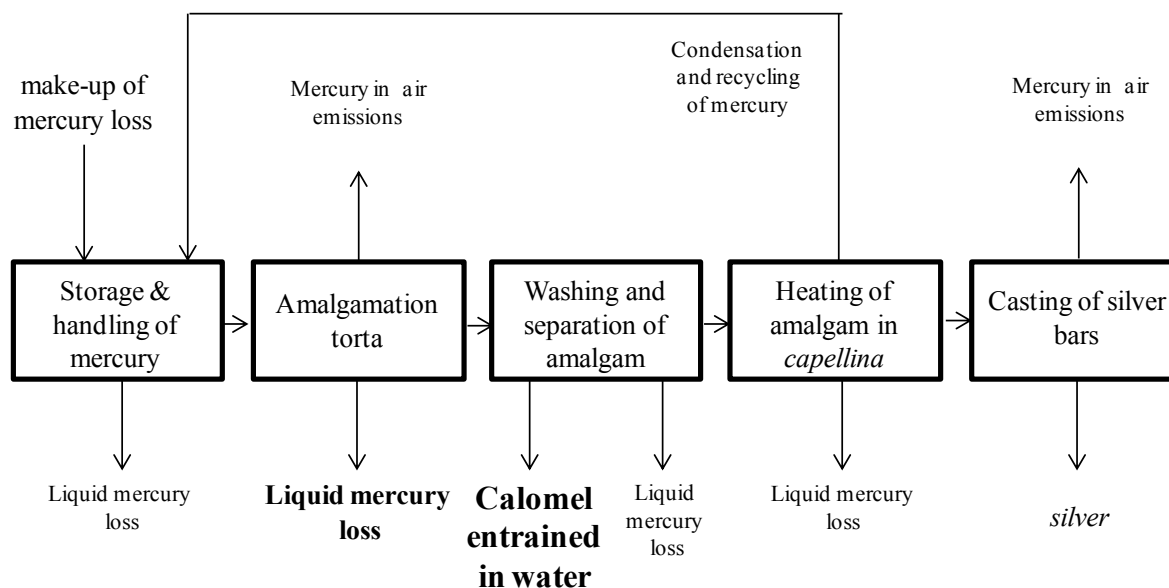 make-up of
mercury loss
Mercury in air
emissions
Condensation
and recycling
of mercury
Mercury in air
emissions
Storage &
handling of
mercury
Amalgamation
torta
Washing and
separation of
amalgam
Heating of
amalgam in
capellina
Casting of silver
bars
Liquid mercury
loss
Liquid mercury
loss
Calomel
entrained
in water
Liquid
mercury
loss
Liquid mercury
loss
silver